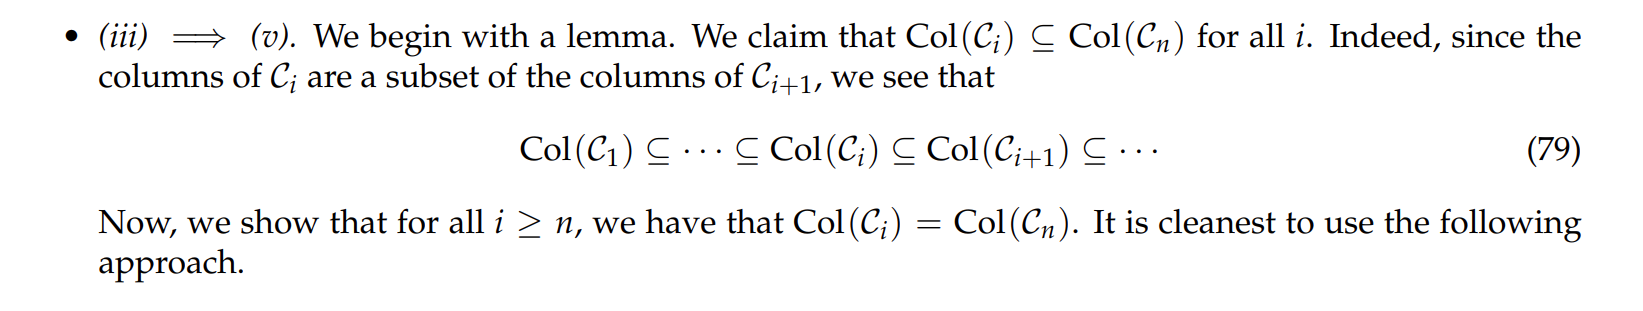 • (iii) ⟹ (v). We begin with a lemma. We claim that Col(𝒞ᵢ) ⊆ Col(𝒞ₙ) for all i. Indeed, since the
columns of 𝒞ᵢ are a subset of the columns of 𝒞ᵢ₊₁, we see that
Col(𝒞₁) ⊆ ⋯ ⊆ Col(𝒞ᵢ) ⊆ Col(𝒞ᵢ₊₁) ⊆ ⋯ (79)
Now, we show that for all i ≥ n, we have that Col(𝒞ᵢ) = Col(𝒞ₙ). It is cleanest to use the following
approach.